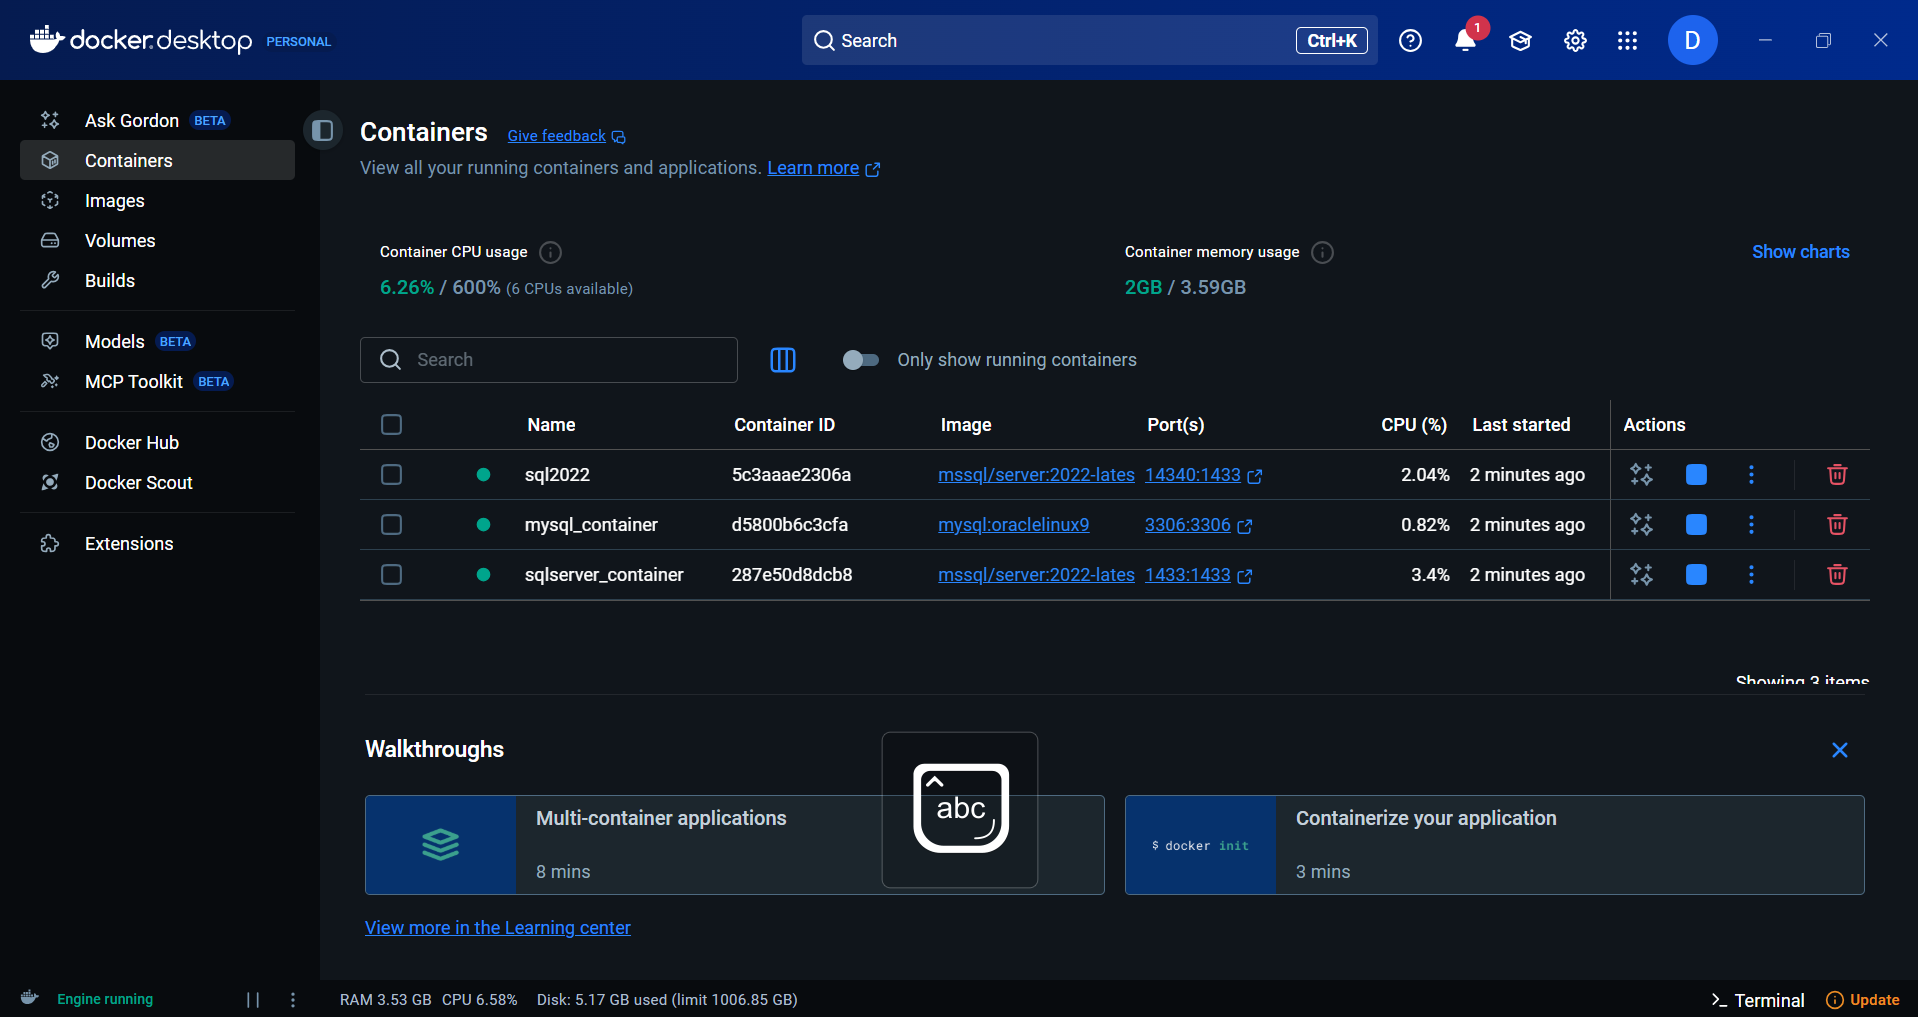 docker.desktop PERSONAL
Search Ctrl+K
1
D
Ask Gordon BETA
Containers
Images
Volumes
Builds
Models BETA
MCP Toolkit BETA
Docker Hub
Docker Scout
Extensions
Containers Give feedback
View all your running containers and applications. Learn more
Container CPU usage
6.26% / 600% (6 CPUs available)
Container memory usage
2GB / 3.59GB
Show charts
Search
Only show running containers
Name Container ID Image Port(s) CPU (%) Last started Actions
sql2022 5c3aaae2306a mssql/server:2022-lates 14340:1433 2.04% 2 minutes ago
mysql_container d5800b6c3cfa mysql:oraclelinux9 3306:3306 0.82% 2 minutes ago
sqlserver_container 287e50d8dcb8 mssql/server:2022-lates 1433:1433 3.4% 2 minutes ago
Showing 3 items
Walkthroughs
Multi-container applications
8 mins
abc
$ docker init
Containerize your application
3 mins
View more in the Learning center
Engine running
RAM 3.53 GB CPU 6.58% Disk: 5.17 GB used (limit 1006.85 GB)
Terminal
Update